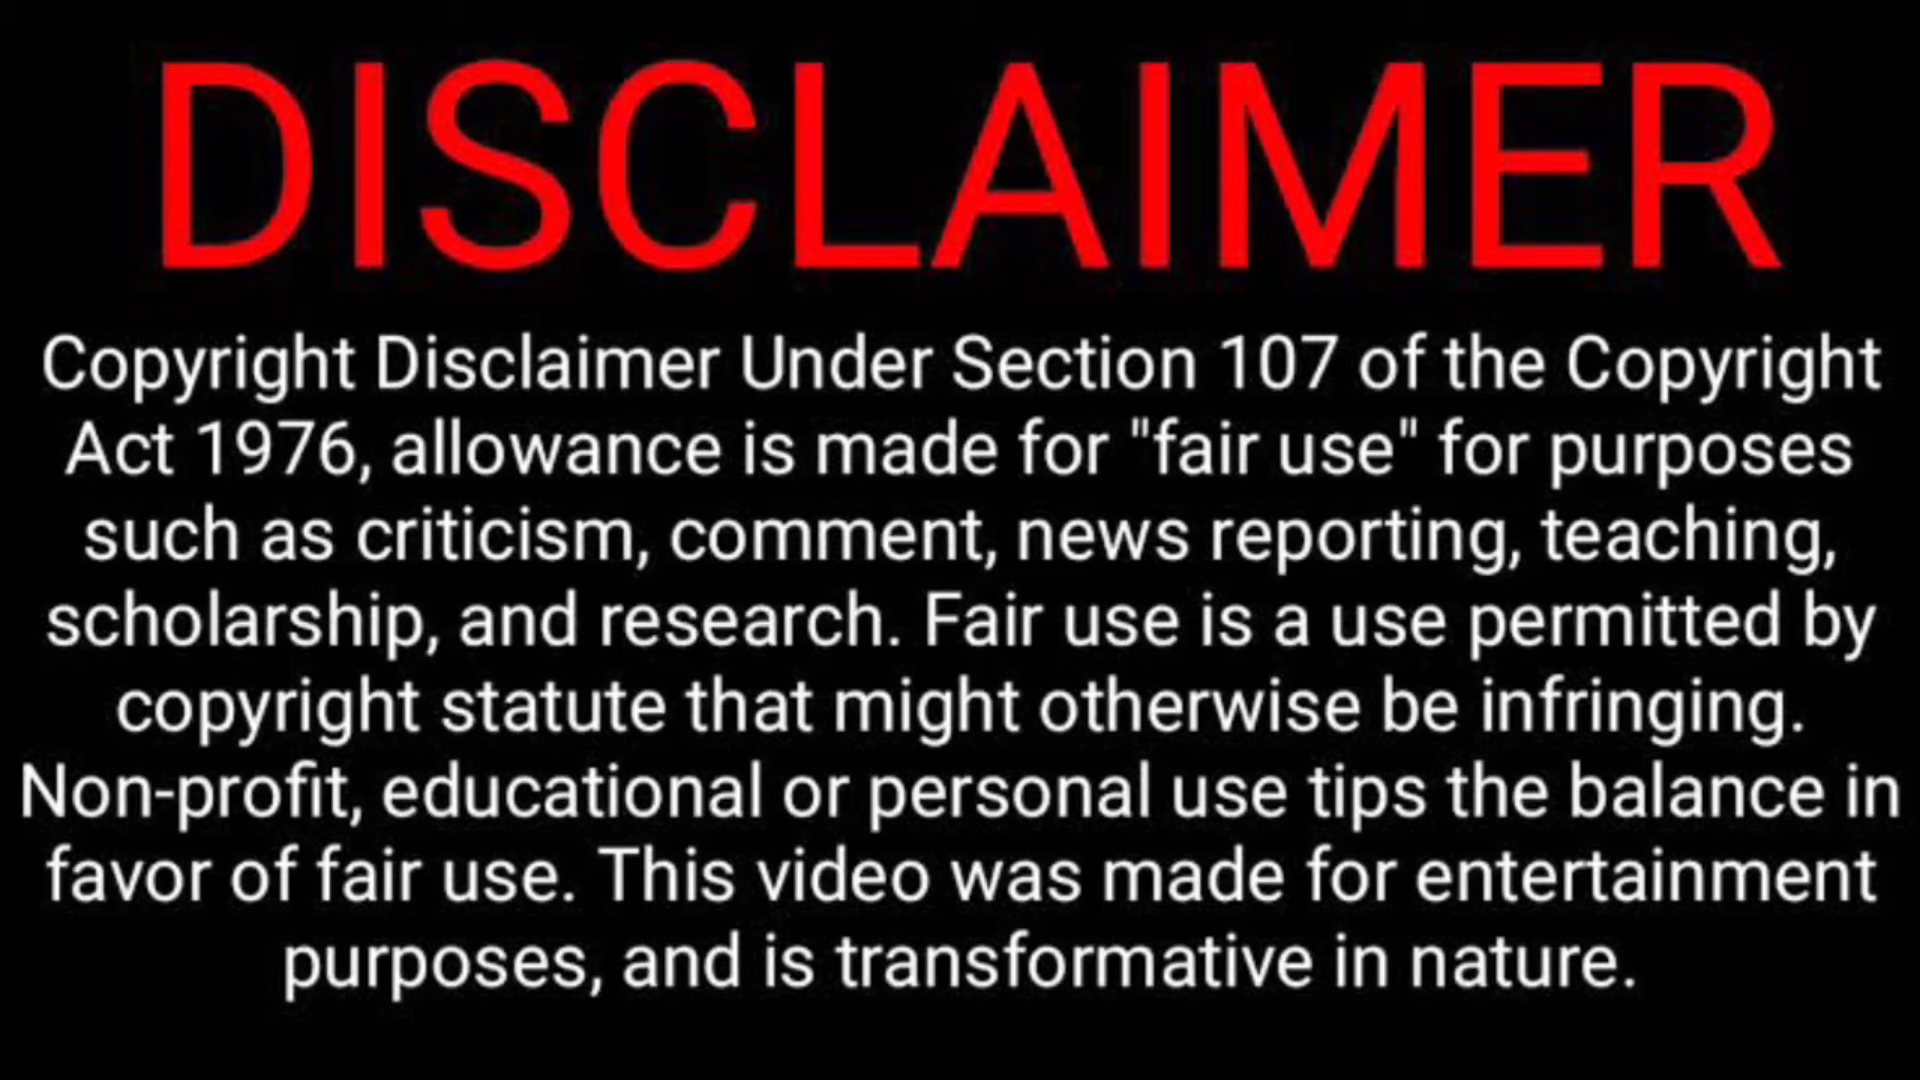 DISCLAIMER
Copyright Disclaimer Under Section 107 of the Copyright
Act 1976, allowance is made for "fair use" for purposes
such as criticism, comment, news reporting, teaching,
scholarship, and research. Fair use is a use permitted by
copyright statute that might otherwise be infringing.
Non-profit, educational or personal use tips the balance in
favor of fair use. This video was made for entertainment
purposes, and is transformative in nature.